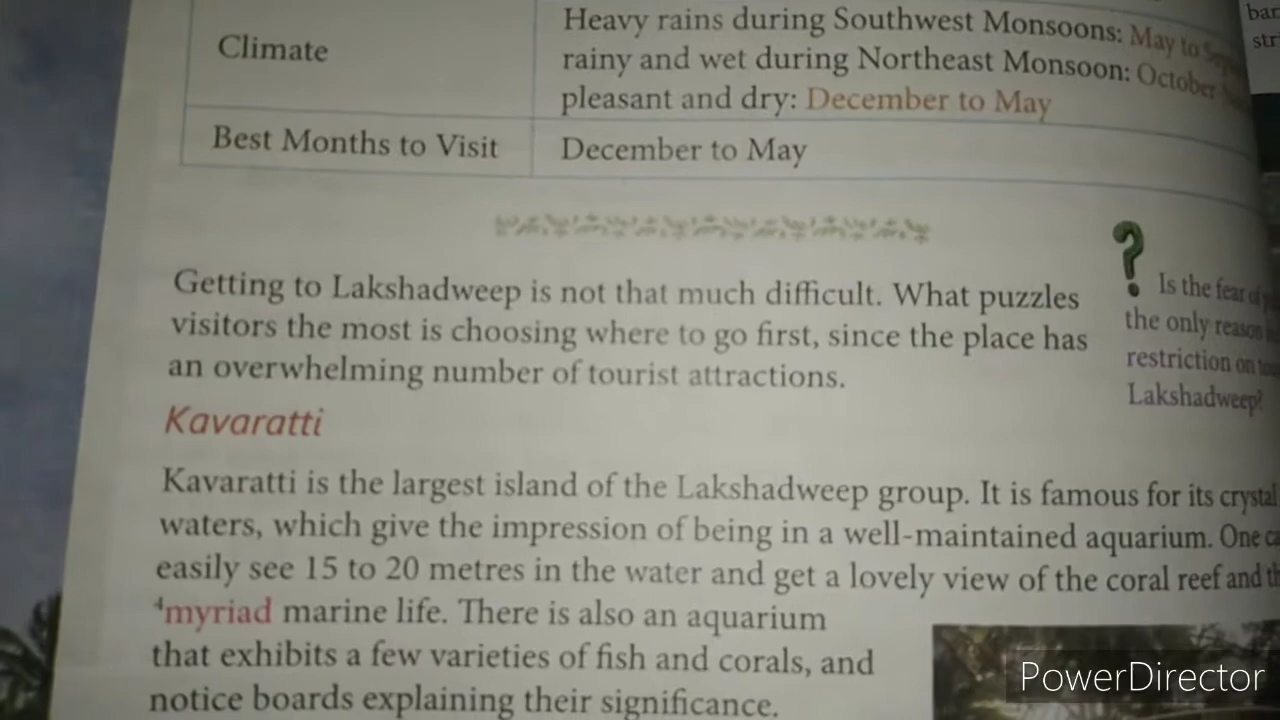 bar
str
Climate
Heavy rains during Southwest Monsoons: May to
rainy and wet during Northeast Monsoon: October
pleasant and dry: December to May
Best Months to Visit
December to May
Getting to Lakshadweep is not that much difficult. What puzzles
visitors the most is choosing where to go first, since the place has
an overwhelming number of tourist attractions.
? Is the fear of
the only reason
restriction on
Lakshadweep?
Kavaratti
Kavaratti is the largest island of the Lakshadweep group. It is famous for its crystal
waters, which give the impression of being in a well-maintained aquarium. One
easily see 15 to 20 metres in the water and get a lovely view of the coral reef and
4myriad marine life. There is also an aquarium
that exhibits a few varieties of fish and corals, and
notice boards explaining their significance.
PowerDirector